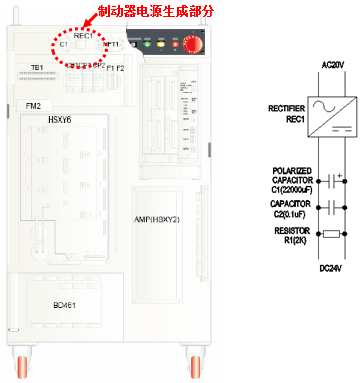 制动器电源生成部分
REC1
C1
NFT1
TB1
F1 F2
FM2
HSXY6
AMP(HSXY2)
BD461
AC20V
RECTIFIER
REC1
POLARIZED
CAPACITOR
C1(22000uF)
CAPACITOR
C2(0.1uF)
RESISTOR
R1(2K)
DC24V